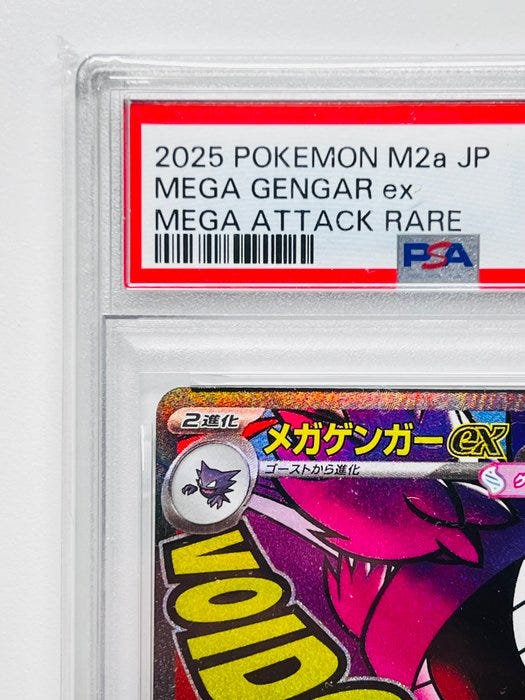 2025 POKEMON M2a JP
MEGA GENGAR ex
MEGA ATTACK RARE
PSA
2進化
メガゲンガーex
ゴーストから進化
VOID